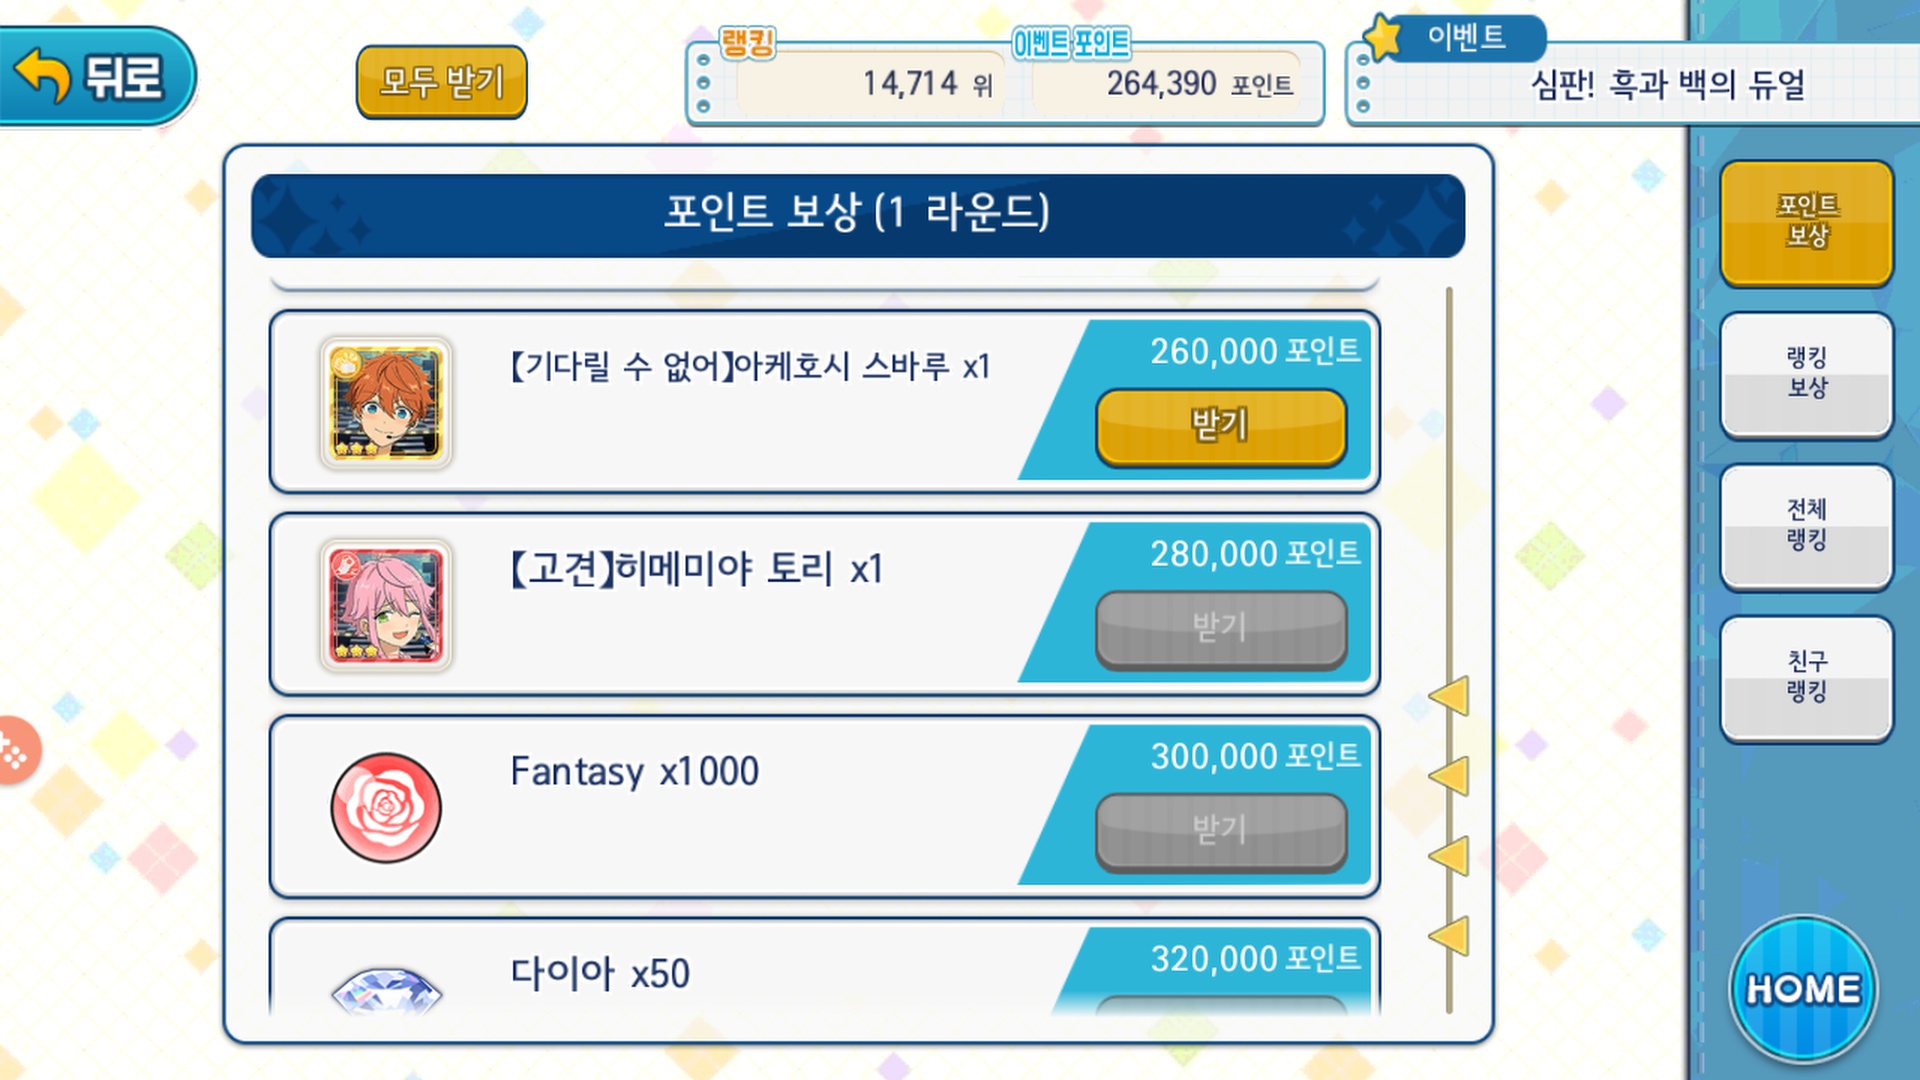 뒤로
모두 받기
랭킹
14,714 위
이벤트 포인트
264,390 포인트
이벤트
심판! 흑과 백의 듀얼
포인트 보상 (1 라운드)
【기다릴 수 없어】아케호시 스바루 x1
260,000 포인트
받기
【고견】히메미야 토리 x1
280,000 포인트
받기
Fantasy x1000
300,000 포인트
받기
다이아 x50
320,000 포인트
포인트
보상
랭킹
보상
전체
랭킹
친구
랭킹
HOME